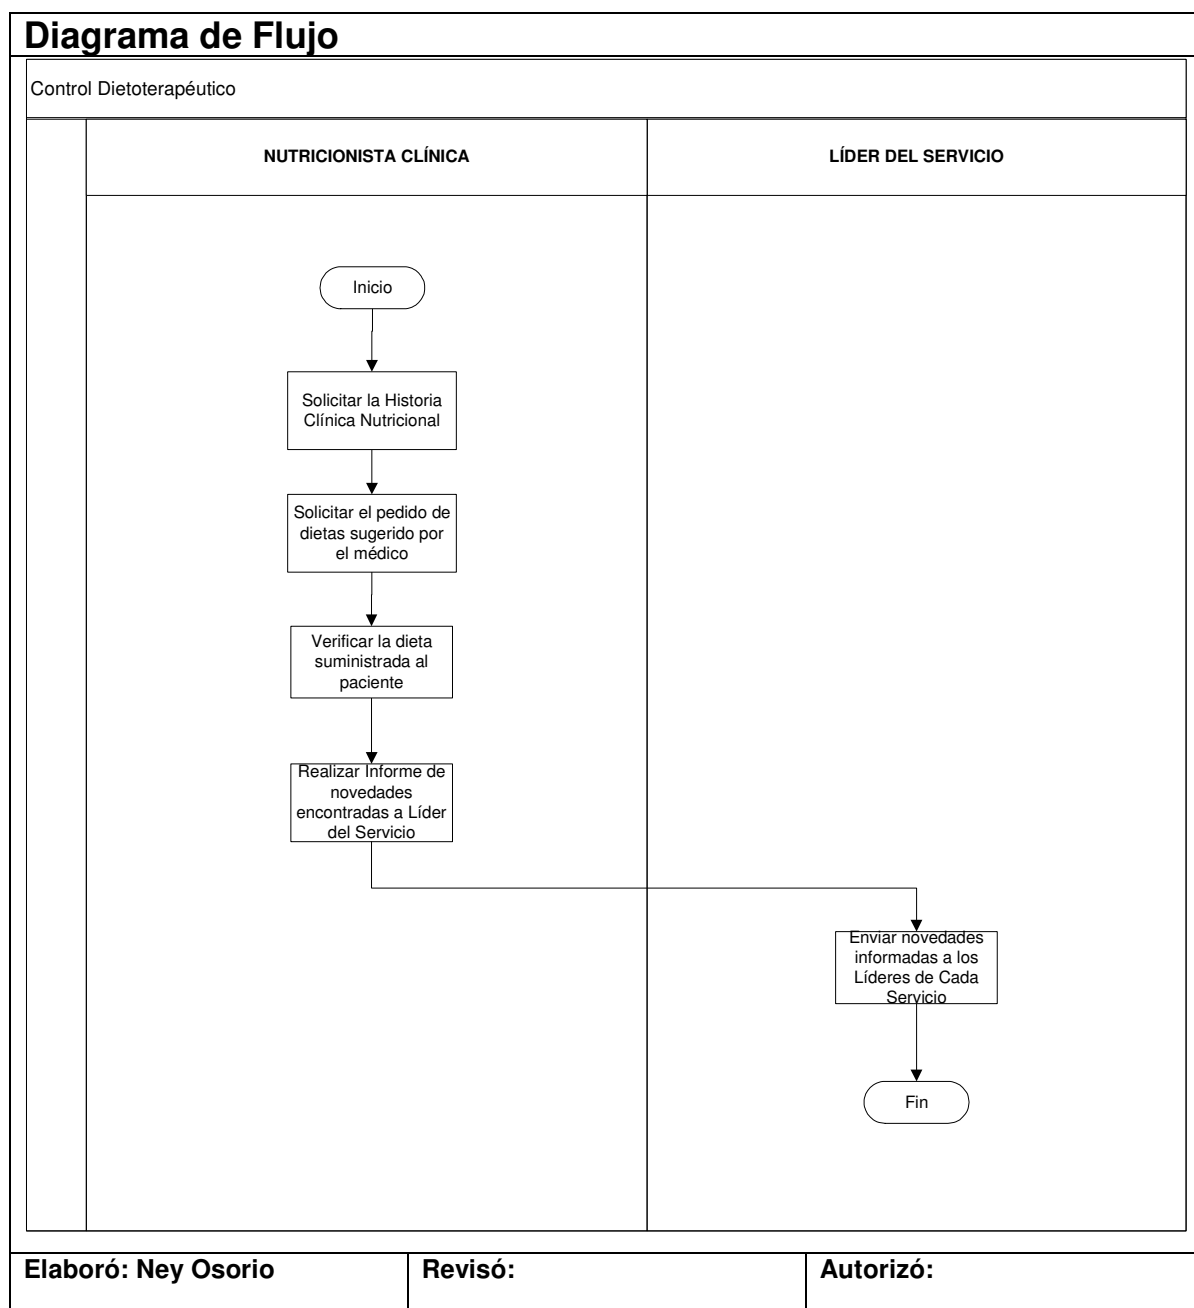 Diagrama de Flujo
Control Dietoterapéutico
NUTRICIONISTA CLÍNICA
LÍDER DEL SERVICIO
Inicio
Solicitar la Historia
Clínica Nutricional
Solicitar el pedido de
dietas sugerido por
el médico
Verificar la dieta
suministrada al
paciente
Realizar Informe de
novedades
encontradas a Líder
del Servicio
Enviar novedades
informadas a los
Líderes de Cada
Servicio
Fin
Elaboró: Ney Osorio
Revisó:
Autorizó: